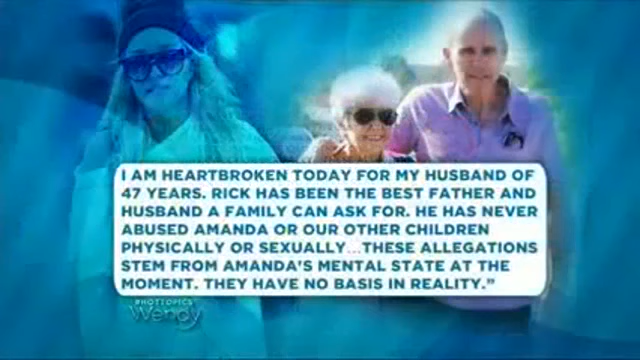 I AM HEARTBROKEN TODAY FOR MY HUSBAND OF
47 YEARS. RICK HAS BEEN THE BEST FATHER AND
HUSBAND A FAMILY CAN ASK FOR. HE HAS NEVER
ABUSED AMANDA OR OUR OTHER CHILDREN
PHYSICALLY OR SEXUALLY...THESE ALLEGATIONS
STEM FROM AMANDA'S MENTAL STATE AT THE
MOMENT. THEY HAVE NO BASIS IN REALITY."
#HOTTOPICS
Wendy